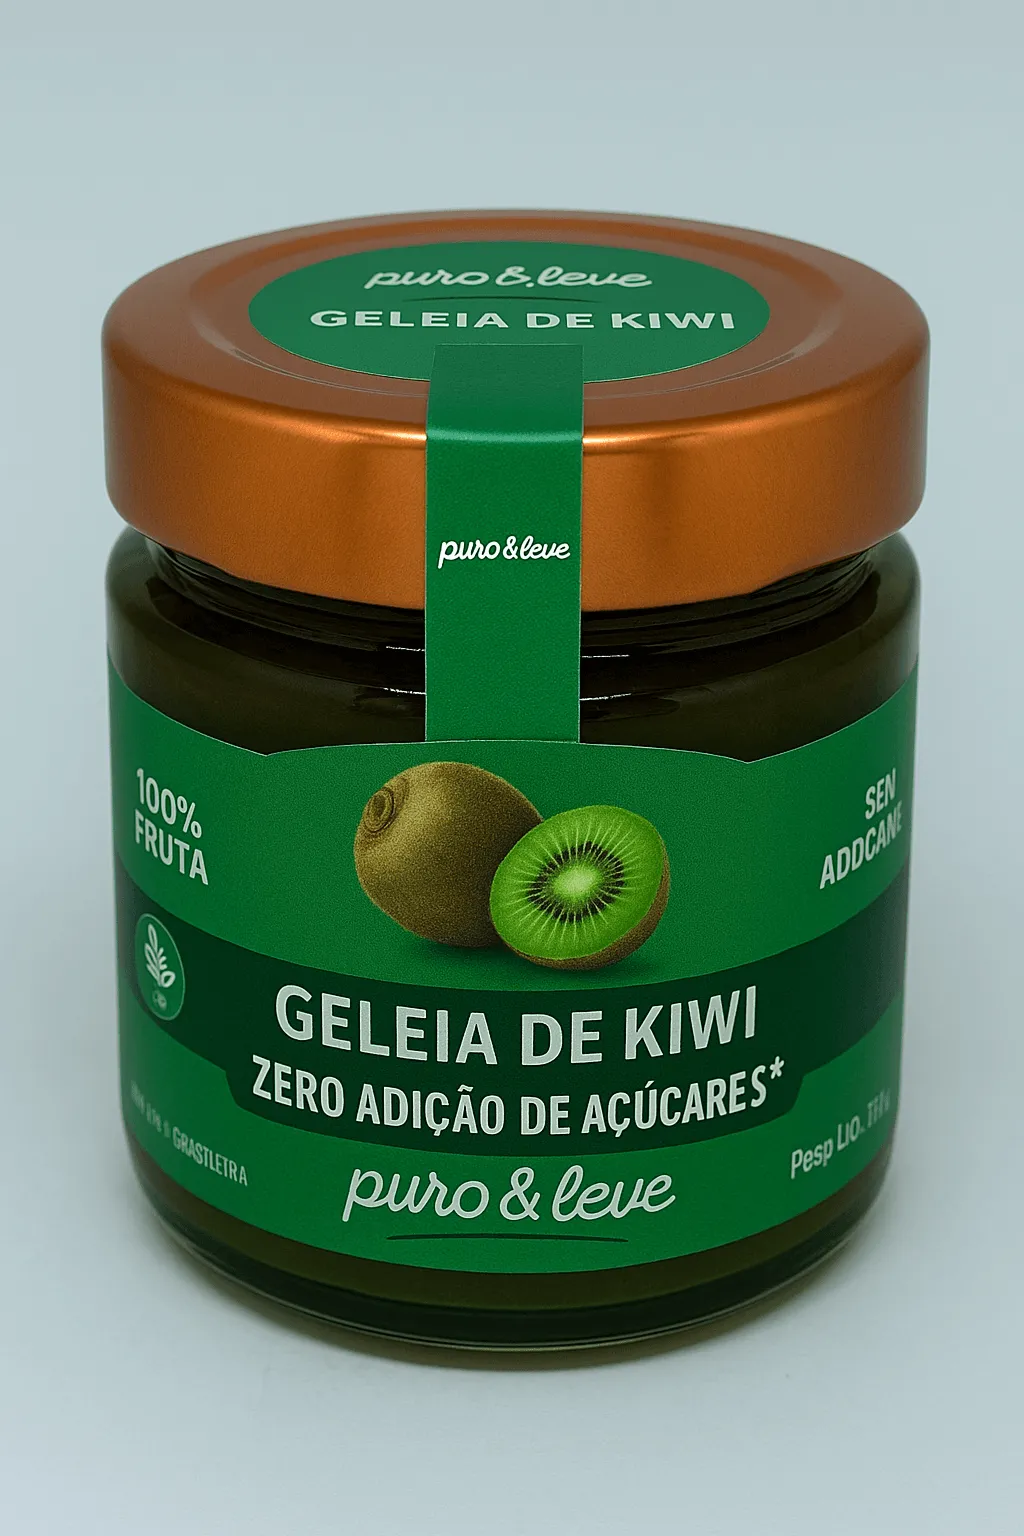 puro & leve
GELEIA DE KIWI
puro & leve
100%
FRUTA
SEN
ADDCANE
GELEIA DE KIWI
ZERO ADIÇÃO DE AÇÚCARES*
GRASTLETRA
Pesp LIO.
puro & leve